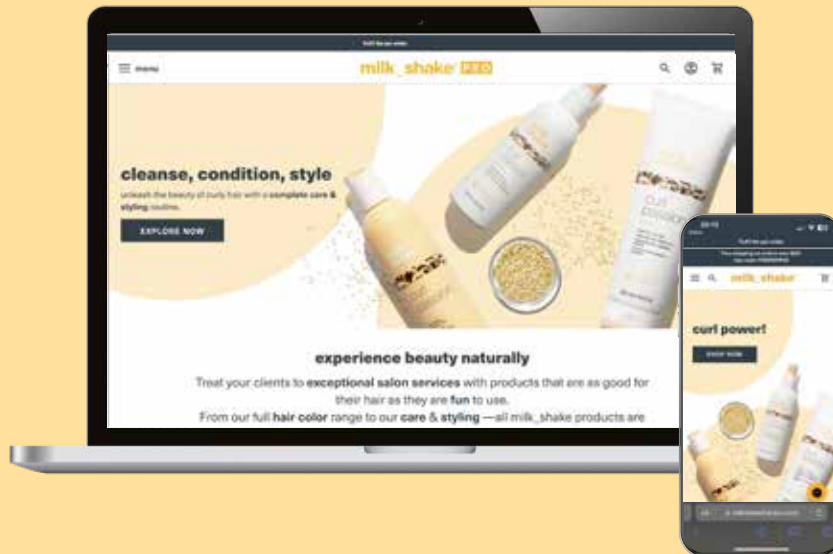 menu
milk_shake PRO
cleanse, condition, style
unleash the beauty of curly hair with a complete care &
styling routine.
EXPLORE NOW
curl
passion
experience beauty naturally
Treat your clients to exceptional salon services with products that are as good for
their hair as they are fun to use.
From our full hair color range to our care & styling —all milk_shake products are
milk_shake
curl power!
SHOP NOW